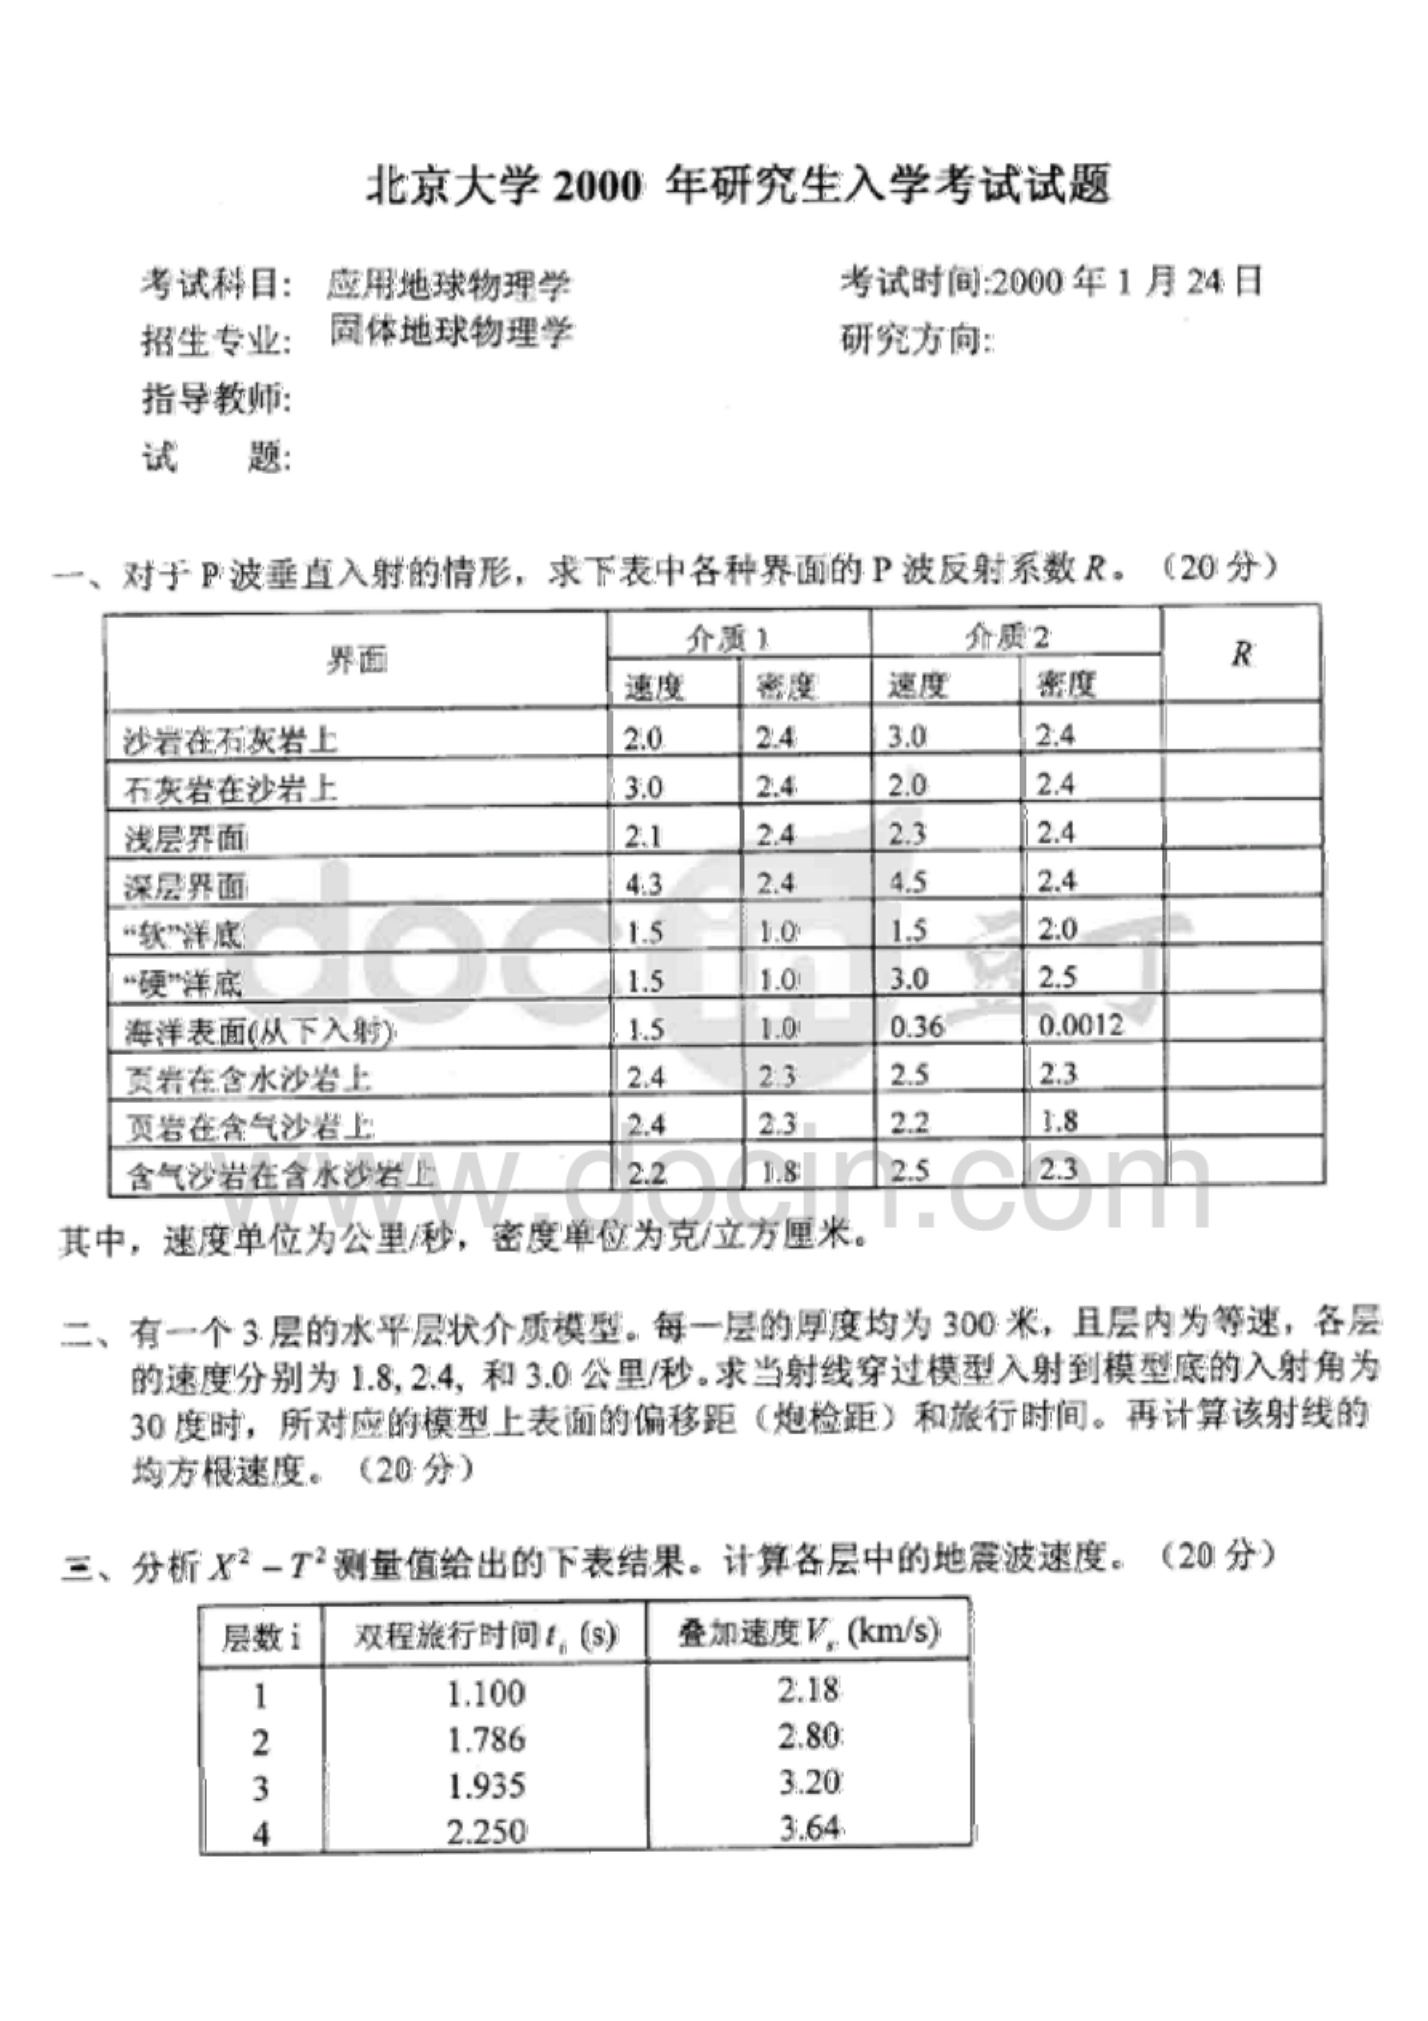 北京大学 2000 年研究生入学考试试题
考试科目: 应用地球物理学 考试时间:2000 年 1 月 24 日
招生专业: 固体地球物理学 研究方向:
指导教师:
试 题:
一、对于 P 波垂直入射的情形，求下表中各种界面的 P 波反射系数 R。（20 分）
界面 介质 1 介质 2 R
速度 密度 速度 密度
沙岩在石灰岩上 2.0 2.4 3.0 2.4
石灰岩在沙岩上 3.0 2.4 2.0 2.4
浅层界面 2.1 2.4 2.3 2.4
深层界面 4.3 2.4 4.5 2.4
“软”洋底 1.5 1.0 1.5 2.0
“硬”洋底 1.5 1.0 3.0 2.5
海洋表面(从下入射) 1.5 1.0 0.36 0.0012
页岩在含水沙岩上 2.4 2.3 2.5 2.3
页岩在含气沙岩上 2.4 2.3 2.2 1.8
含气沙岩在含水沙岩上 2.2 1.8 2.5 2.3
docin 豆丁
www.docin.com
其中，速度单位为公里/秒，密度单位为克/立方厘米。
二、有一个 3 层的水平层状介质模型。每一层的厚度均为 300 米，且层内为等速，各层
的速度分别为 1.8, 2.4, 和 3.0 公里/秒。求当射线穿过模型入射到模型底的入射角为
30 度时，所对应的模型上表面的偏移距（炮检距）和旅行时间。再计算该射线的
均方根速度。（20 分）
三、分析 X² − T² 测量值给出的下表结果。计算各层中的地震波速度。（20 分）
层数 i 双程旅行时间 t (s) 叠加速度 V (km/s)
1 1.100 2.18
2 1.786 2.80
3 1.935 3.20
4 2.250 3.64